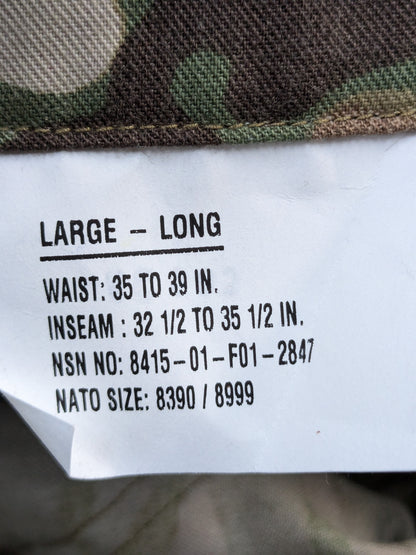 LARGE – LONG
WAIST: 35 TO 39 IN.
INSEAM : 32 1/2 TO 35 1/2 IN.
NSN NO: 8415-01-F01-2847
NATO SIZE: 8390 / 8999